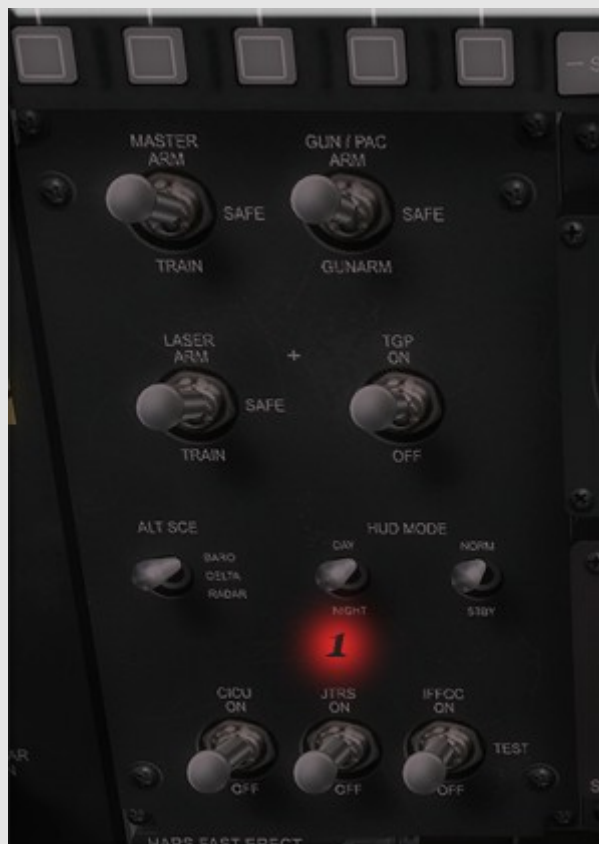 MASTER
ARM
SAFE
TRAIN
GUN / PAC
ARM
SAFE
GUNARM
LASER
ARM
SAFE
TRAIN
TGP
ON
OFF
ALT SCE
BARO
DELTA
RADAR
HUD MODE
DAY
NIGHT
NORM
STBY
1
CICU
ON
OFF
JTRS
ON
OFF
IFFCC
ON
TEST
OFF
HARS FAST ERECT